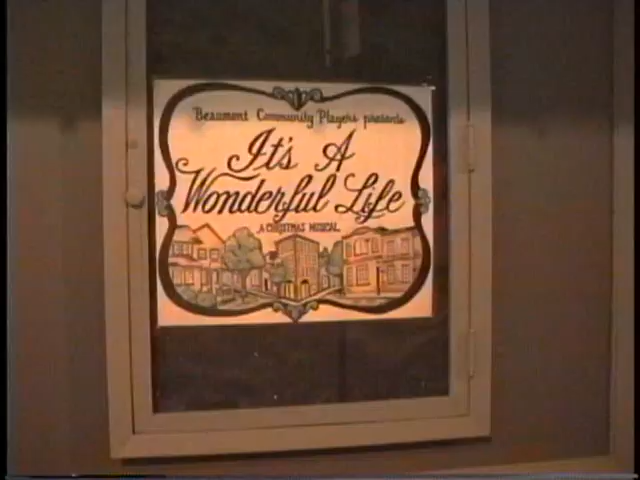 Beaumont Community Players presents
It's A
Wonderful Life
A CHRISTMAS MUSICAL